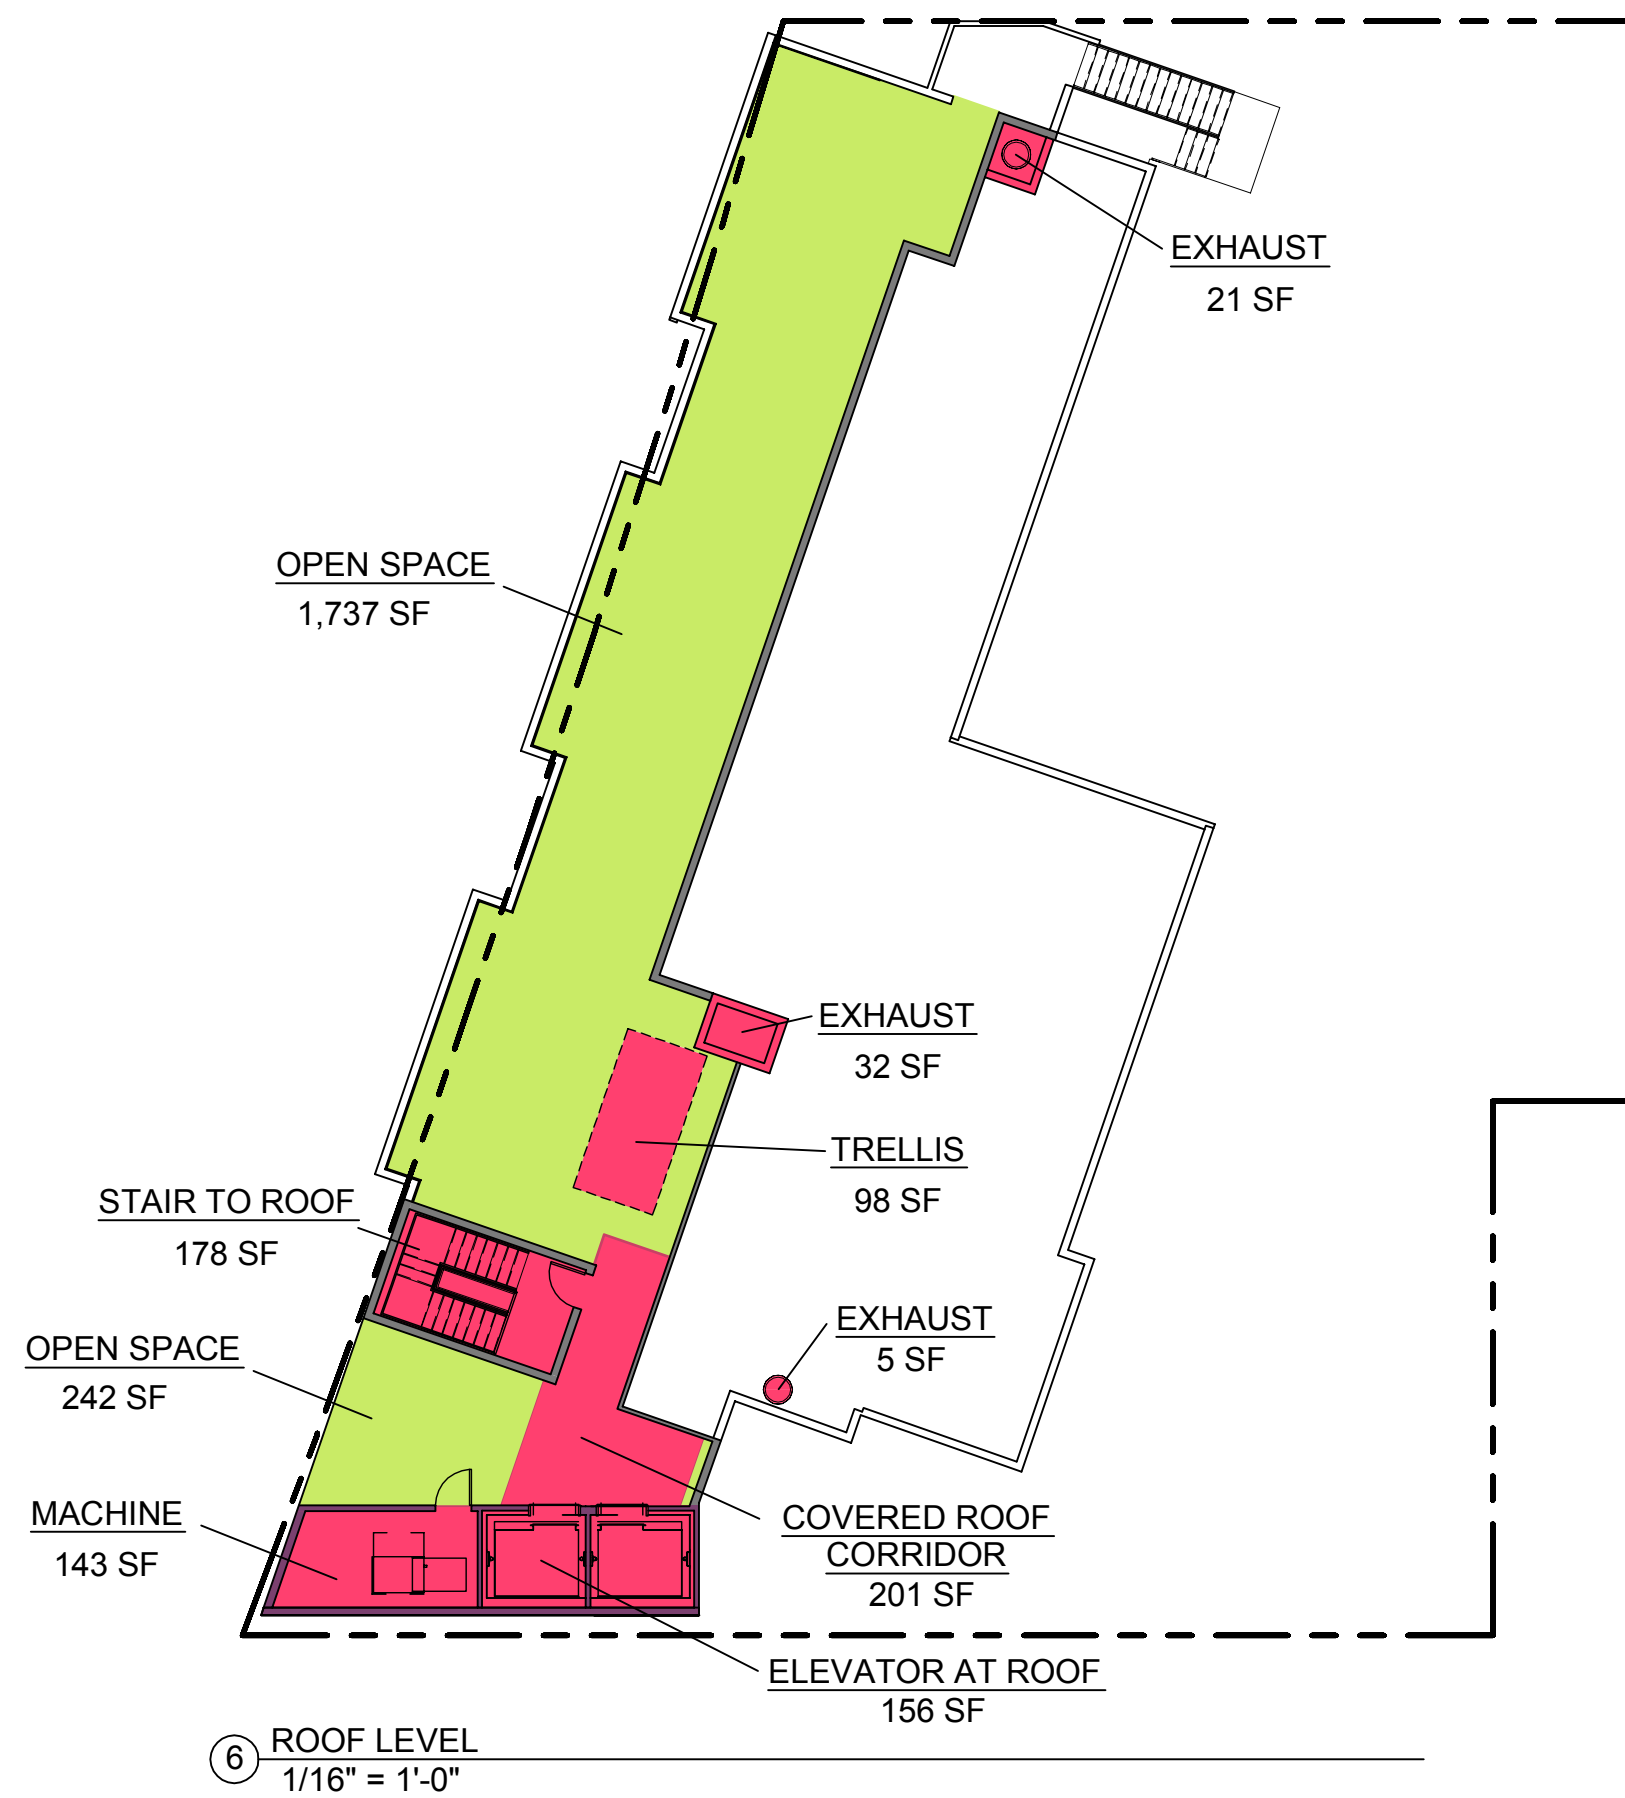 EXHAUST
21 SF
OPEN SPACE
1,737 SF
EXHAUST
32 SF
TRELLIS
98 SF
STAIR TO ROOF
178 SF
EXHAUST
5 SF
OPEN SPACE
242 SF
MACHINE
143 SF
COVERED ROOF
CORRIDOR
201 SF
ELEVATOR AT ROOF
156 SF
6
ROOF LEVEL
1/16" = 1'-0"